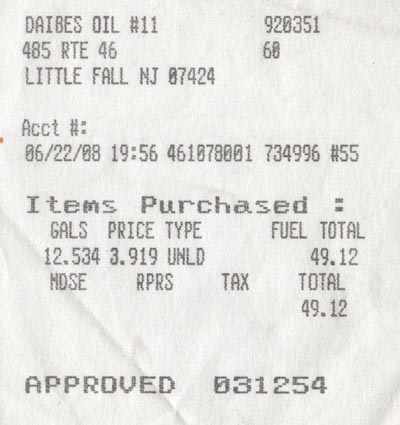 DAIBES OIL #11 920351
485 RTE 46 60
LITTLE FALL NJ 07424
Acct #:
06/22/08 19:56 461078001 734996 #55
Items Purchased :
GALS PRICE TYPE FUEL TOTAL
12.534 3.919 UNLD 49.12
MDSE RPRS TAX TOTAL
49.12
APPROVED 031254